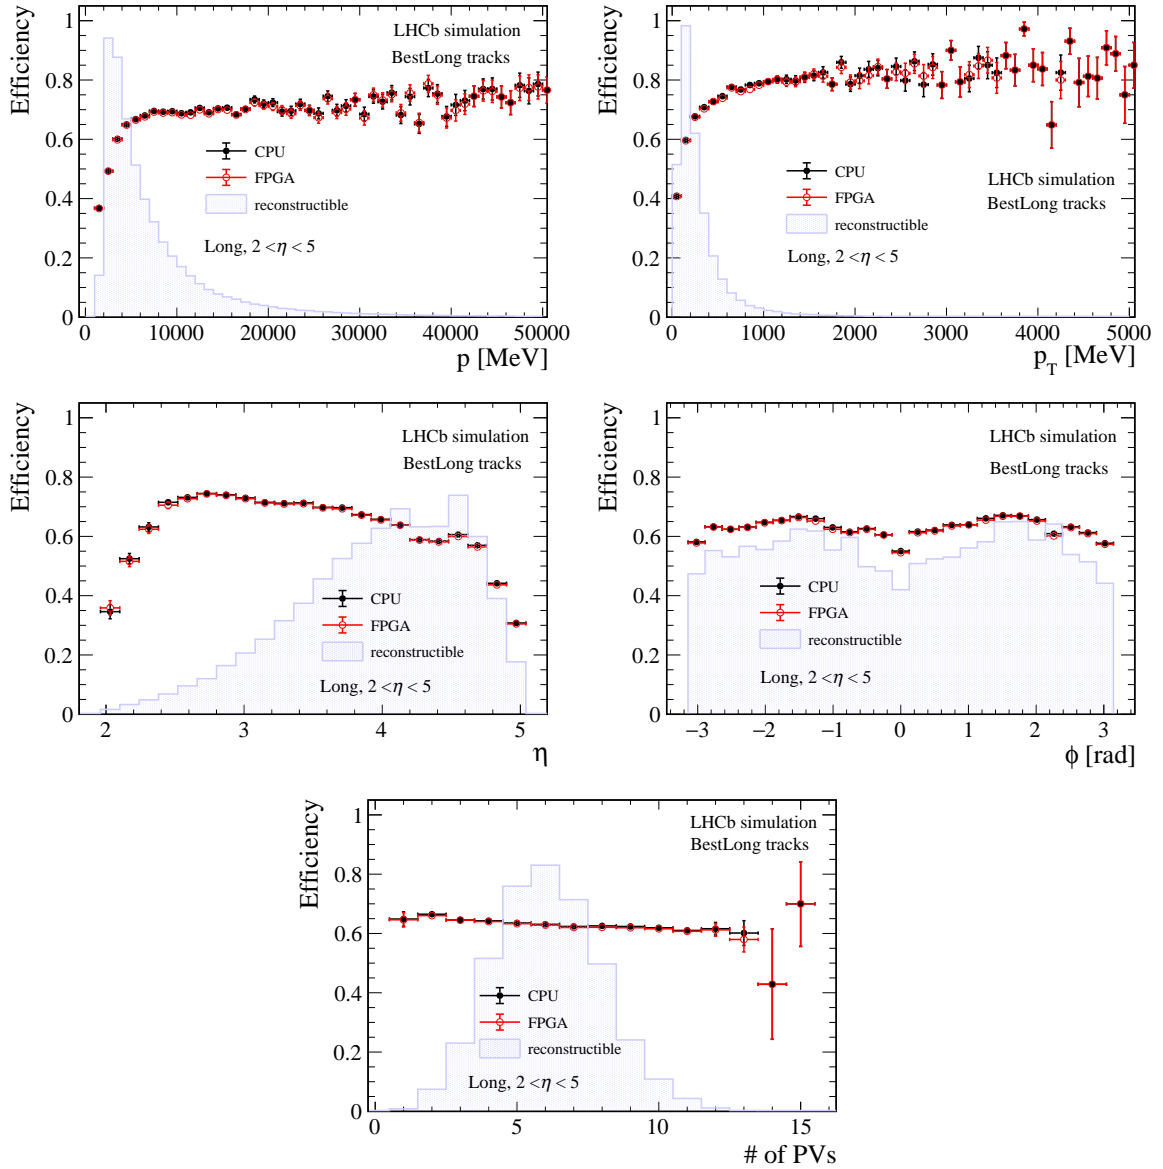 Efficiency
1
0.8
0.6
0.4
0.2
0
LHCb simulation
BestLong tracks
CPU
FPGA
reconstructible
Long, 2 < η < 5
0 10000 20000 30000 40000 50000
p [MeV]
Efficiency
1
0.8
0.6
0.4
0.2
0
CPU
FPGA
reconstructible
LHCb simulation
BestLong tracks
Long, 2 < η < 5
0 1000 2000 3000 4000 5000
p_T [MeV]
Efficiency
1
0.8
0.6
0.4
0.2
0
LHCb simulation
BestLong tracks
CPU
FPGA
reconstructible
Long, 2 < η < 5
2 3 4 5
η
Efficiency
1
0.8
0.6
0.4
0.2
0
LHCb simulation
BestLong tracks
CPU
FPGA
reconstructible
Long, 2 < η < 5
−3 −2 −1 0 1 2 3
ϕ [rad]
Efficiency
1
0.8
0.6
0.4
0.2
0
LHCb simulation
BestLong tracks
CPU
FPGA
reconstructible
Long, 2 < η < 5
0 5 10 15
# of PVs